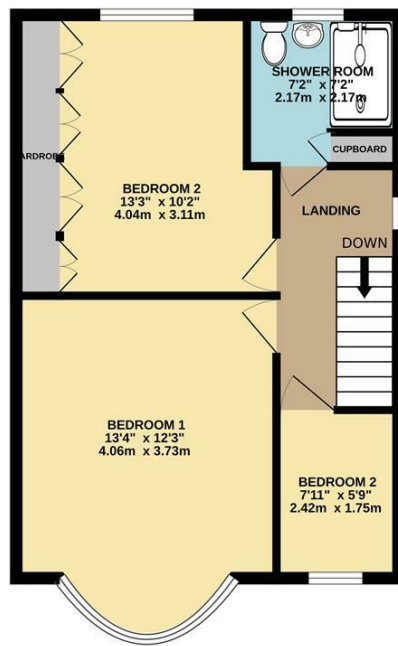 SHOWER ROOM
7'2" x 7'2"
2.17m x 2.17m
CUPBOARD
BEDROOM 2
13'3" x 10'2"
4.04m x 3.11m
LANDING
DOWN
BEDROOM 1
13'4" x 12'3"
4.06m x 3.73m
BEDROOM 2
7'11" x 5'9"
2.42m x 1.75m